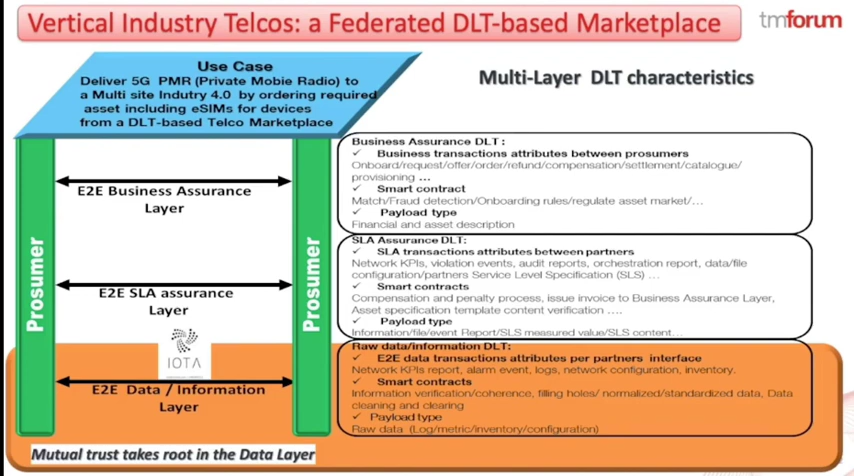 Vertical Industry Telcos: a Federated DLT-based Marketplace
tmforum
Use Case
Deliver 5G PMR (Private Mobie Radio) to
a Multi site Indutry 4.0 by ordering required
asset including eSIMs for devices
from a DLT-based Telco Marketplace
Multi-Layer DLT characteristics
Prosumer
E2E Business Assurance
Layer
E2E SLA assurance
Layer
IOTA
E2E Data / Information
Layer
Prosumer
Business Assurance DLT :
✓ Business transactions attributes between prosumers
Onboard/request/offer/order/refund/compensation/settlement/catalogue/
provisioning ...
✓ Smart contract
Match/Fraud detection/Onboarding rules/regulate asset market/...
✓ Payload type
Financial and asset description
SLA Assurance DLT:
✓ SLA transactions attributes between partners
Network KPIs, violation events, audit reports, orchestration report, data/file
configuration/partners Service Level Specification (SLS) ...
✓ Smart contracts
Compensation and penalty process, issue invoice to Business Assurance Layer,
Asset specification template content verification ....
✓ Payload type
Information/file/event Report/SLS measured value/SLS content...
Raw data/information DLT:
✓ E2E data transactions attributes per partners interface
Network KPIs report, alarm event, logs, network configuration, inventory.
✓ Smart contracts
Information verification/coherence, filling holes/ normalized/standardized data, Data
cleaning and clearing
✓ Payload type
Raw data (Log/metric/inventory/configuration)
Mutual trust takes root in the Data Layer